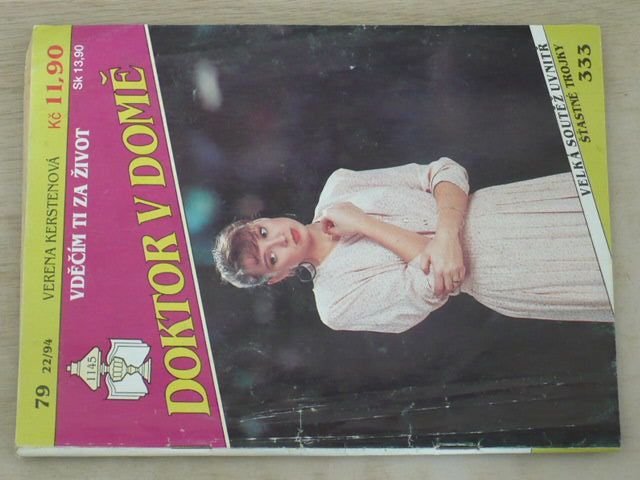 79 22/94 VERENA KERSTENOVÁ Kč 11,90
VDĚČÍM TI ZA ŽIVOT Sk 13,90
1145
DOKTOR V DOMĚ
VELKÁ SOUTĚŽ UVNITŘ
ŠŤASTNÉ TROJKY
333